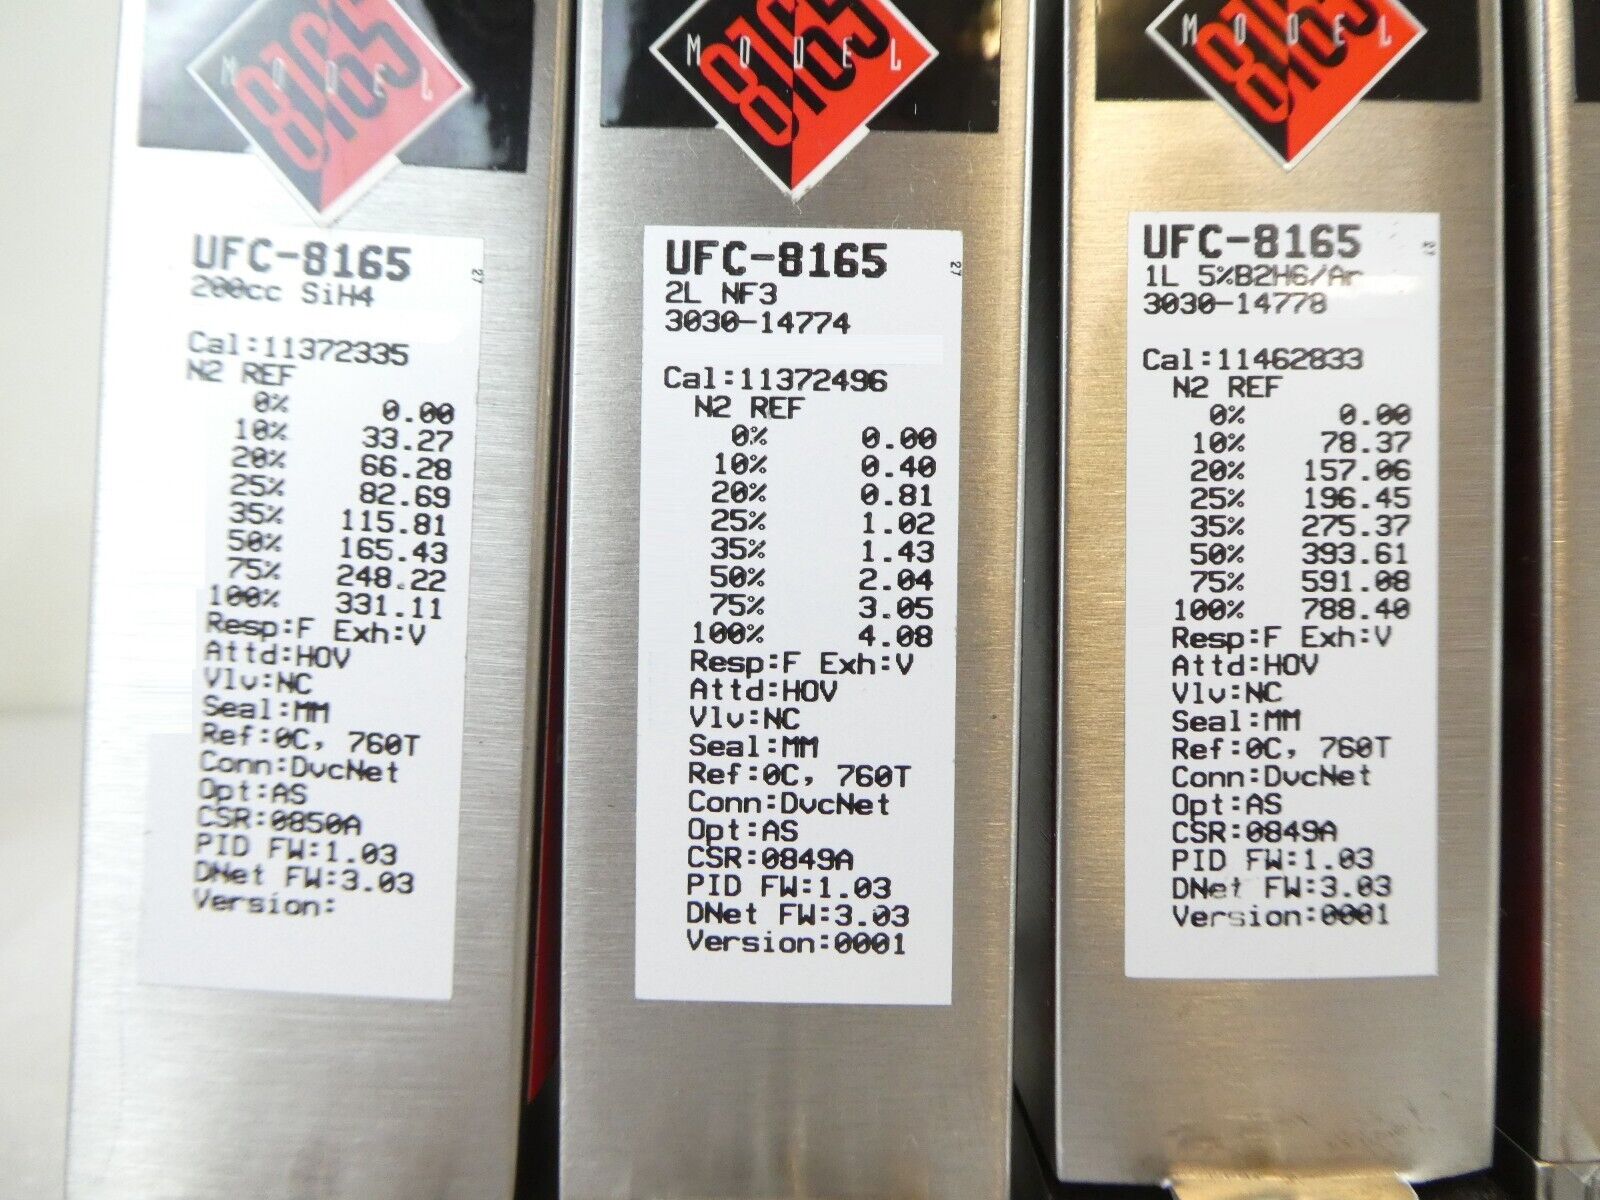 MODEL
8165
UFC-8165
27
200cc SiH4
Cal:11372335
N2 REF
0% 0.00
10% 33.27
20% 66.28
25% 82.69
35% 115.81
50% 165.43
75% 248.22
100% 331.11
Resp:F Exh:V
Attd:HOV
Vlv:NC
Seal:MM
Ref:0C, 760T
Conn:DvcNet
Opt:AS
CSR:0850A
PID FW:1.03
DNet FW:3.03
Version:
MODEL
8165
UFC-8165
27
2L NF3
3030-14774
Cal:11372496
N2 REF
0% 0.00
10% 0.40
20% 0.81
25% 1.02
35% 1.43
50% 2.04
75% 3.05
100% 4.08
Resp:F Exh:V
Attd:HOV
Vlv:NC
Seal:MM
Ref:0C, 760T
Conn:DvcNet
Opt:AS
CSR:0849A
PID FW:1.03
DNet FW:3.03
Version:0001
MODEL
8165
UFC-8165
27
1L 5%B2H6/Ar
3030-14778
Cal:11462833
N2 REF
0% 0.00
10% 78.37
20% 157.06
25% 196.45
35% 275.37
50% 393.61
75% 591.08
100% 788.40
Resp:F Exh:V
Attd:HOV
Vlv:NC
Seal:MM
Ref:0C, 760T
Conn:DvcNet
Opt:AS
CSR:0849A
PID FW:1.03
DNet FW:3.03
Version:0001